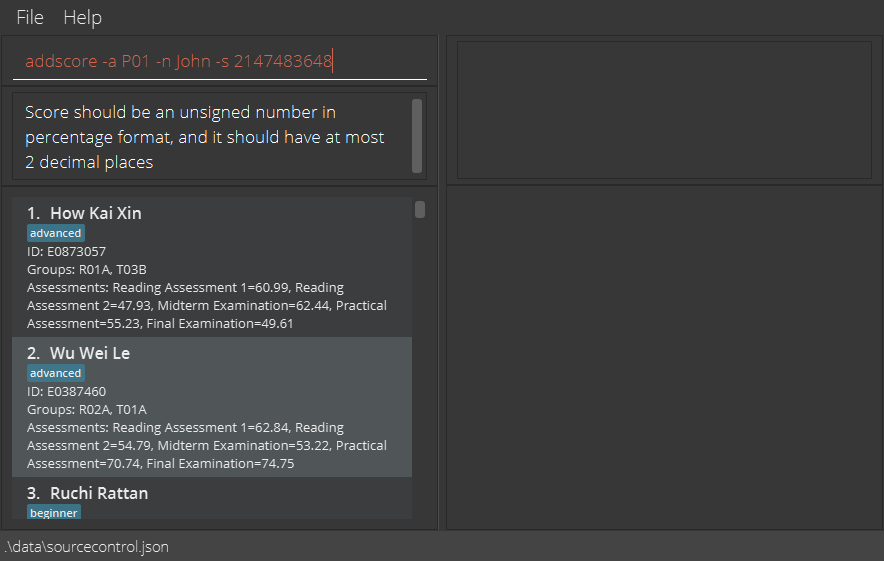 File Help
addscore -a P01 -n John -s 2147483648
Score should be an unsigned number in
percentage format, and it should have at most
2 decimal places
1. How Kai Xin
advanced
ID: E0873057
Groups: R01A, T03B
Assessments: Reading Assessment 1=60.99, Reading
Assessment 2=47.93, Midterm Examination=62.44, Practical
Assessment=55.23, Final Examination=49.61
2. Wu Wei Le
advanced
ID: E0387460
Groups: R02A, T01A
Assessments: Reading Assessment 1=62.84, Reading
Assessment 2=54.79, Midterm Examination=53.22, Practical
Assessment=70.74, Final Examination=74.75
3. Ruchi Rattan
beginner
.\data\sourcecontrol.json